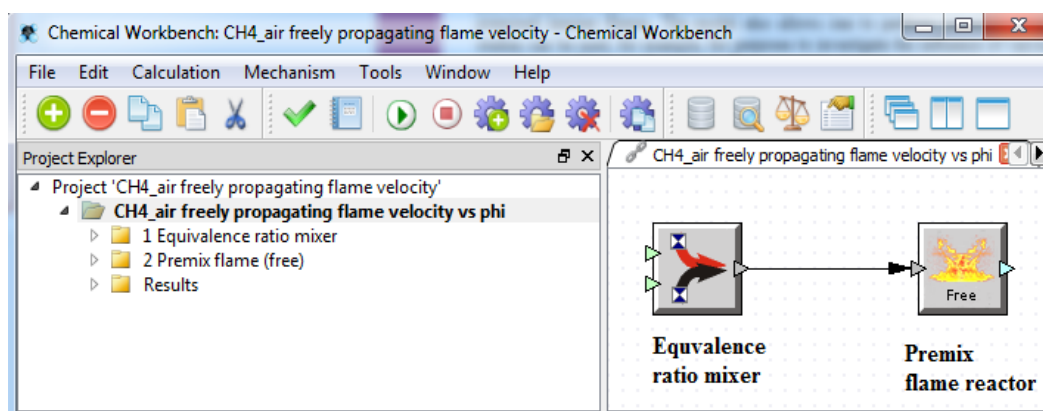 Chemical Workbench: CH4_air freely propagating flame velocity - Chemical Workbench
File Edit Calculation Mechanism Tools Window Help
Project Explorer
CH4_air freely propagating flame velocity vs phi
Project 'CH4_air freely propagating flame velocity'
CH4_air freely propagating flame velocity vs phi
1 Equivalence ratio mixer
2 Premix flame (free)
Results
Free
Equvalence
ratio mixer
Premix
flame reactor